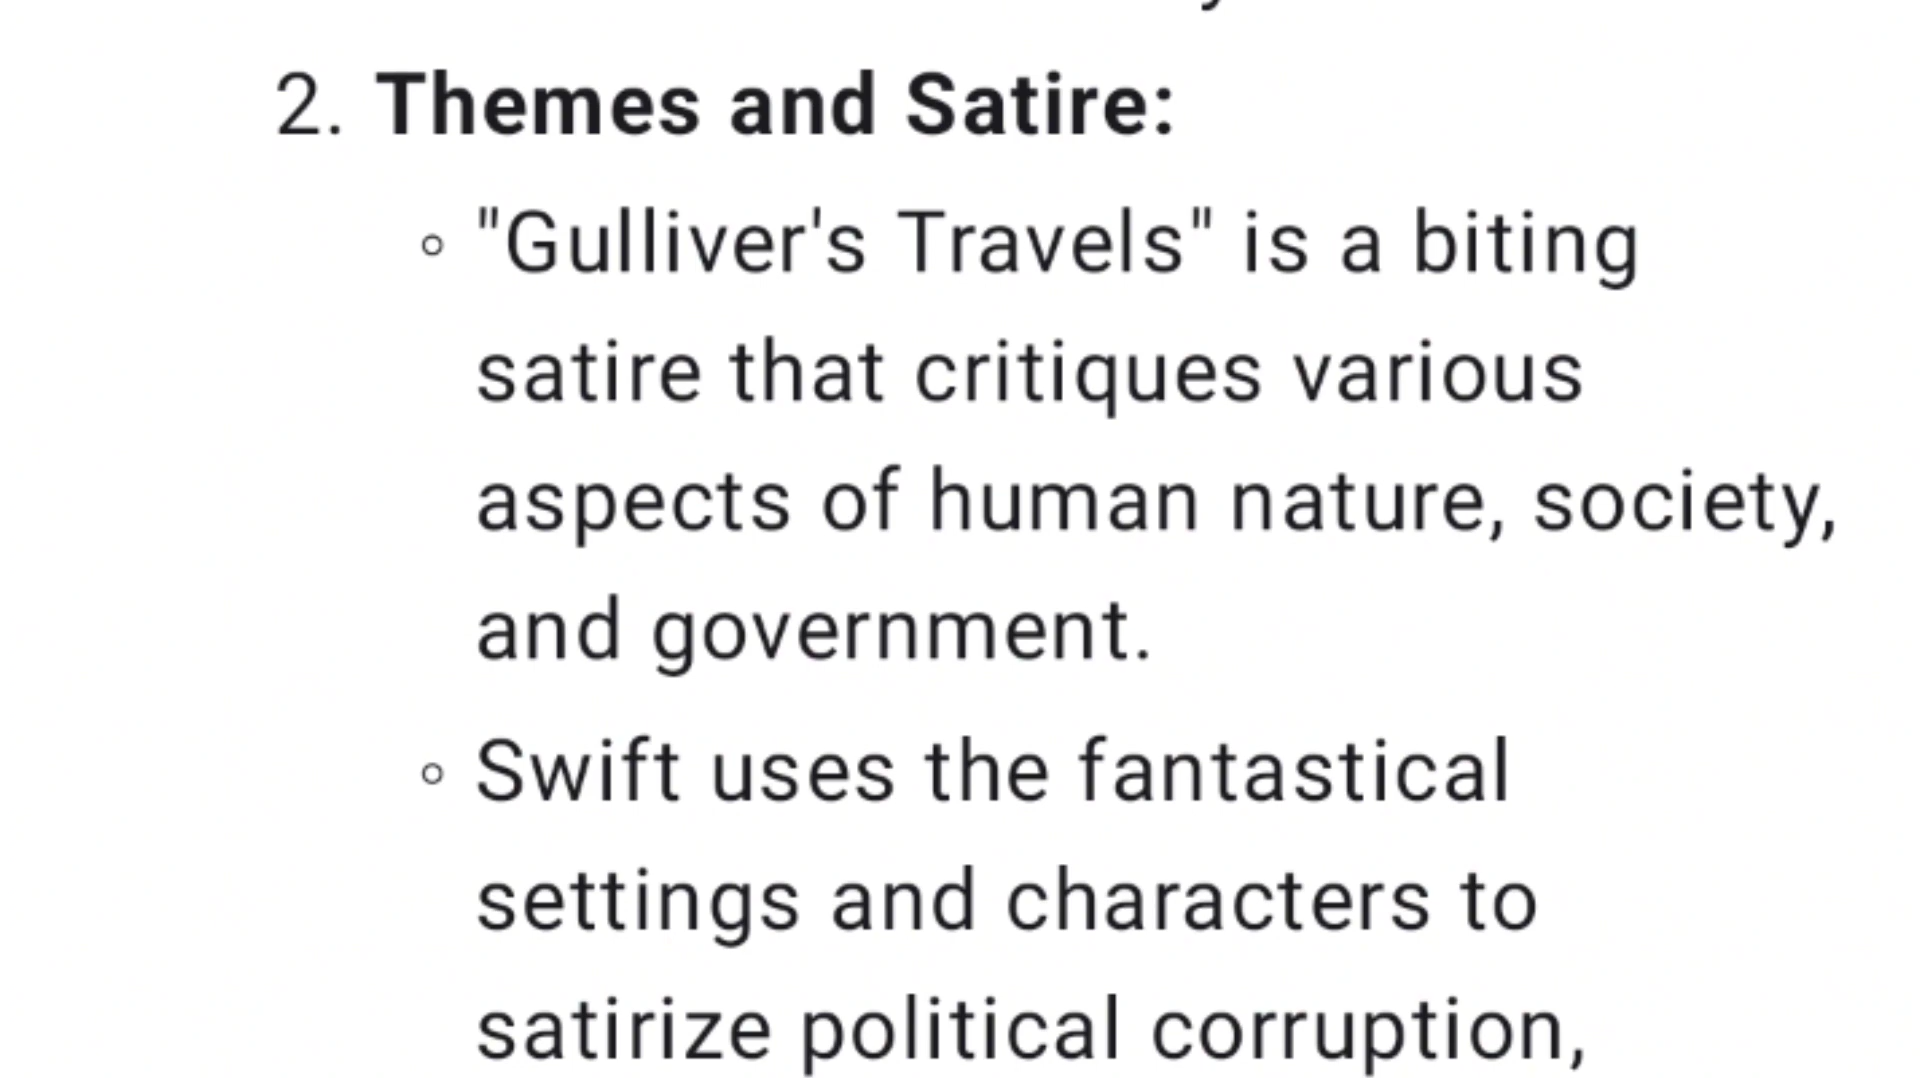 2. Themes and Satire:
◦ "Gulliver's Travels" is a biting
satire that critiques various
aspects of human nature, society,
and government.
◦ Swift uses the fantastical
settings and characters to
satirize political corruption,